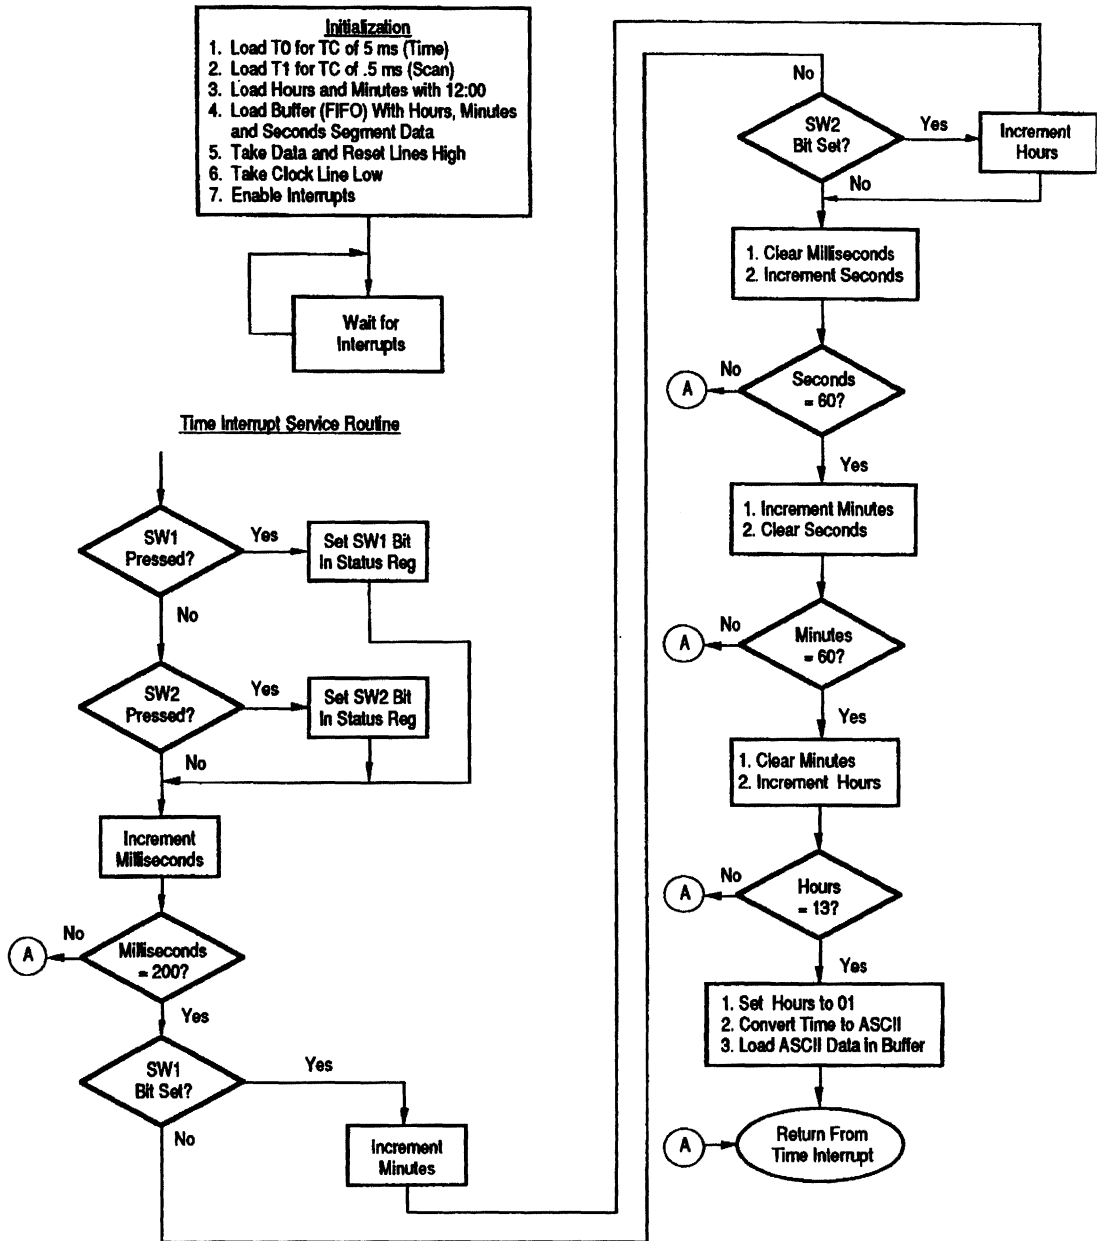 Initialization
1. Load T0 for TC of 5 ms (Time)
2. Load T1 for TC of .5 ms (Scan)
3. Load Hours and Minutes with 12:00
4. Load Buffer (FIFO) With Hours, Minutes
and Seconds Segment Data
5. Take Data and Reset Lines High
6. Take Clock Line Low
7. Enable Interrupts
Wait for
Interrupts
Time Interrupt Service Routine
SW1
Pressed?
Yes
Set SW1 Bit
In Status Reg
No
SW2
Pressed?
Yes
Set SW2 Bit
In Status Reg
No
Increment
Milliseconds
Milliseconds
= 200?
No
A
Yes
SW1
Bit Set?
Yes
Increment
Minutes
No
No
SW2
Bit Set?
Yes
Increment
Hours
No
1. Clear Milliseconds
2. Increment Seconds
Seconds
= 60?
No
A
Yes
1. Increment Minutes
2. Clear Seconds
Minutes
= 60?
No
A
Yes
1. Clear Minutes
2. Increment Hours
Hours
= 13?
No
A
Yes
1. Set Hours to 01
2. Convert Time to ASCII
3. Load ASCII Data in Buffer
A
Return From
Time Interrupt